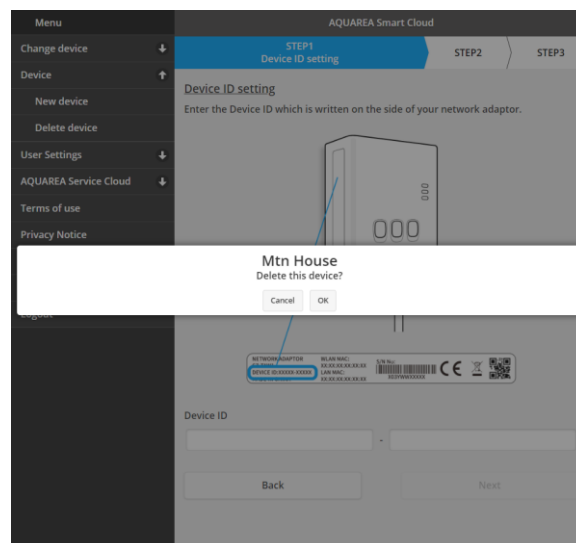 Menu
AQUAREA Smart Cloud
Change device
Device
New device
Delete device
User Settings
AQUAREA Service Cloud
Terms of use
Privacy Notice
STEP1
Device ID setting
STEP2
STEP3
Device ID setting
Enter the Device ID which is written on the side of your network adaptor.
Mtn House
Delete this device?
Cancel
OK
NETWORK ADAPTOR
DEVICE ID:XXXXX-XXXXX
WLAN MAC:
XX:XX:XX:XX:XX:XX
LAN MAC:
XX:XX:XX:XX:XX:XX
S/N No.:
CE
Device ID
-
Back
Next